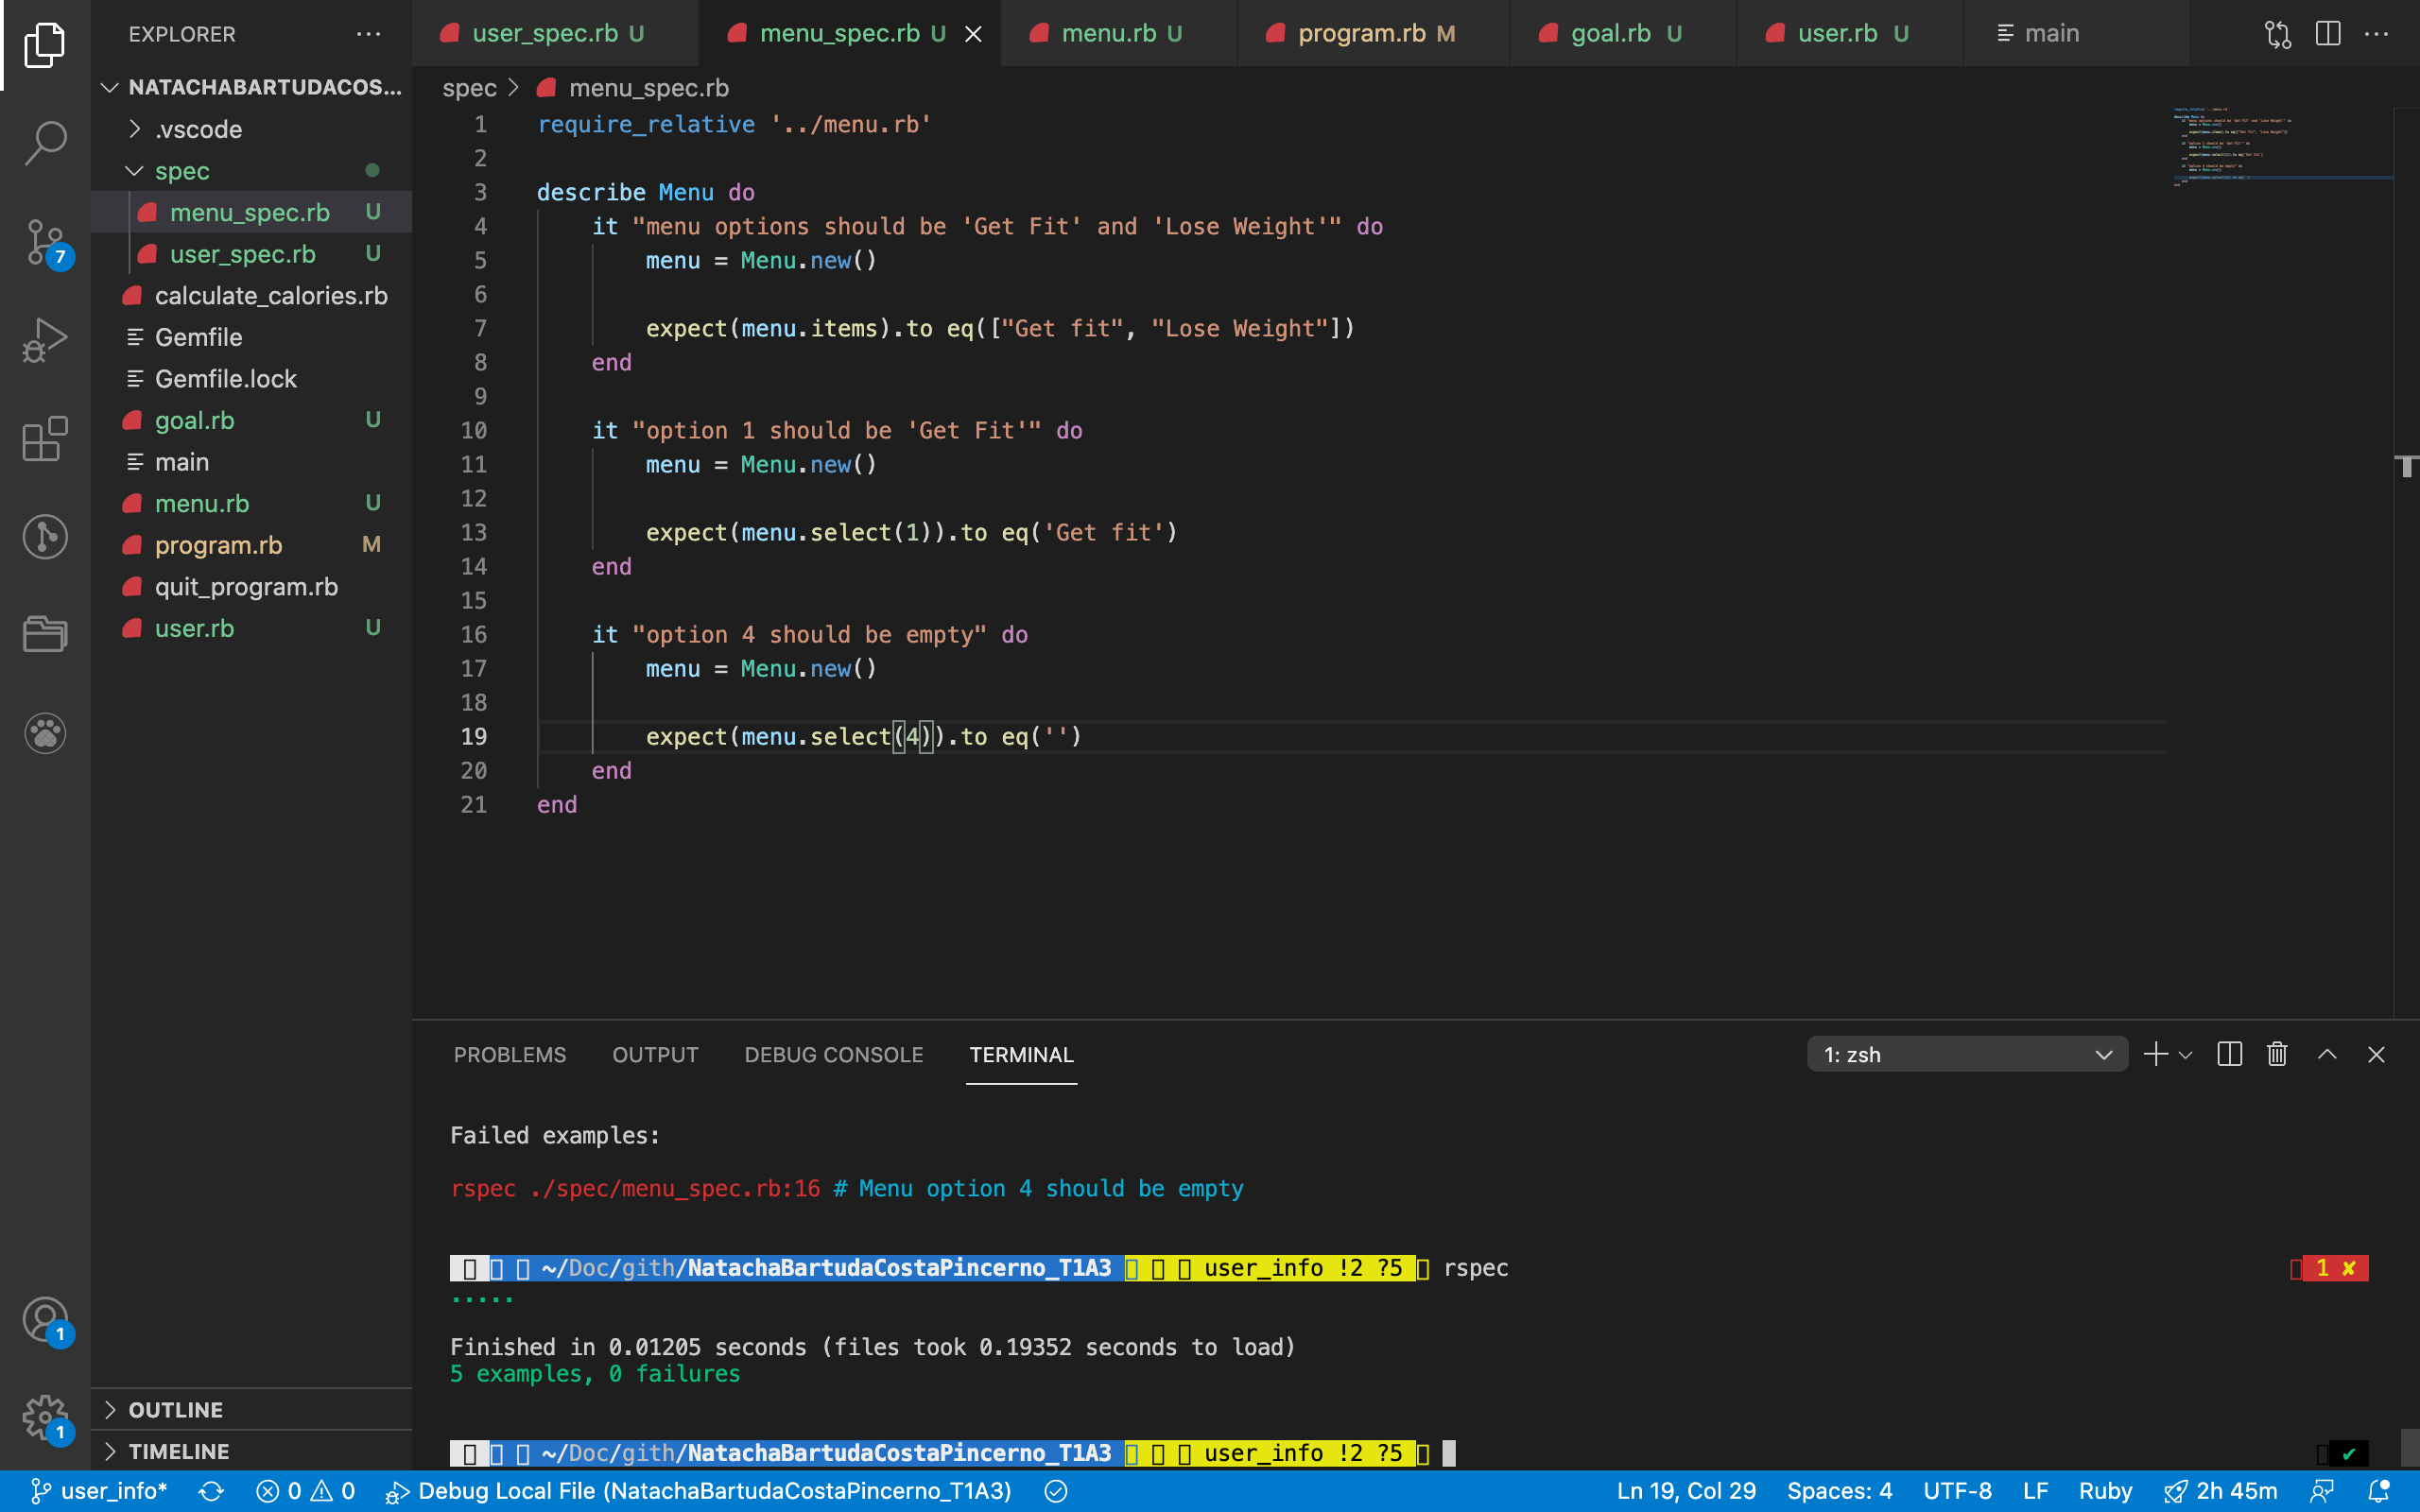 EXPLORER
NATACHABARTUDACOS...
.vscode
spec
menu_spec.rb U
user_spec.rb U
calculate_calories.rb
Gemfile
Gemfile.lock
goal.rb U
main
menu.rb U
program.rb M
quit_program.rb
user.rb U
OUTLINE
TIMELINE
7
1
1
user_spec.rb U
menu_spec.rb U
menu.rb U
program.rb M
goal.rb U
user.rb U
main
spec > menu_spec.rb
1 require_relative '../menu.rb'
2
3 describe Menu do
4 it "menu options should be 'Get Fit' and 'Lose Weight'" do
5 menu = Menu.new()
6
7 expect(menu.items).to eq(["Get fit", "Lose Weight"])
8 end
9
10 it "option 1 should be 'Get Fit'" do
11 menu = Menu.new()
12
13 expect(menu.select(1)).to eq('Get fit')
14 end
15
16 it "option 4 should be empty" do
17 menu = Menu.new()
18
19 expect(menu.select(4)).to eq('')
20 end
21 end
PROBLEMS OUTPUT DEBUG CONSOLE TERMINAL
1: zsh
Failed examples:
rspec ./spec/menu_spec.rb:16 # Menu option 4 should be empty
~/Doc/gith/NatachaBartudaCostaPincerno_T1A3 user_info !2 ?5 rspec 1 ✘
.....
Finished in 0.01205 seconds (files took 0.19352 seconds to load)
5 examples, 0 failures
~/Doc/gith/NatachaBartudaCostaPincerno_T1A3 user_info !2 ?5 ✔
user_info* 0 0 Debug Local File (NatachaBartudaCostaPincerno_T1A3) Ln 19, Col 29 Spaces: 4 UTF-8 LF Ruby 2h 45m